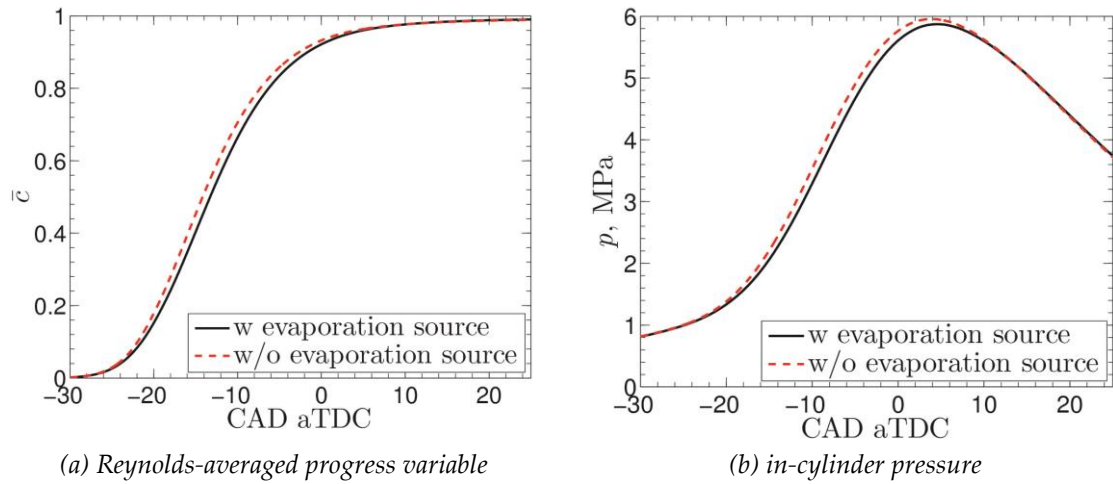 1
0.8
0.6
0.4
0.2
0
c̄
w evaporation source
w/o evaporation source
−30 −20 −10 0 10 20
CAD aTDC
(a) Reynolds-averaged progress variable
6
5
4
3
2
1
0
p, MPa
w evaporation source
w/o evaporation source
−30 −20 −10 0 10 20
CAD aTDC
(b) in-cylinder pressure